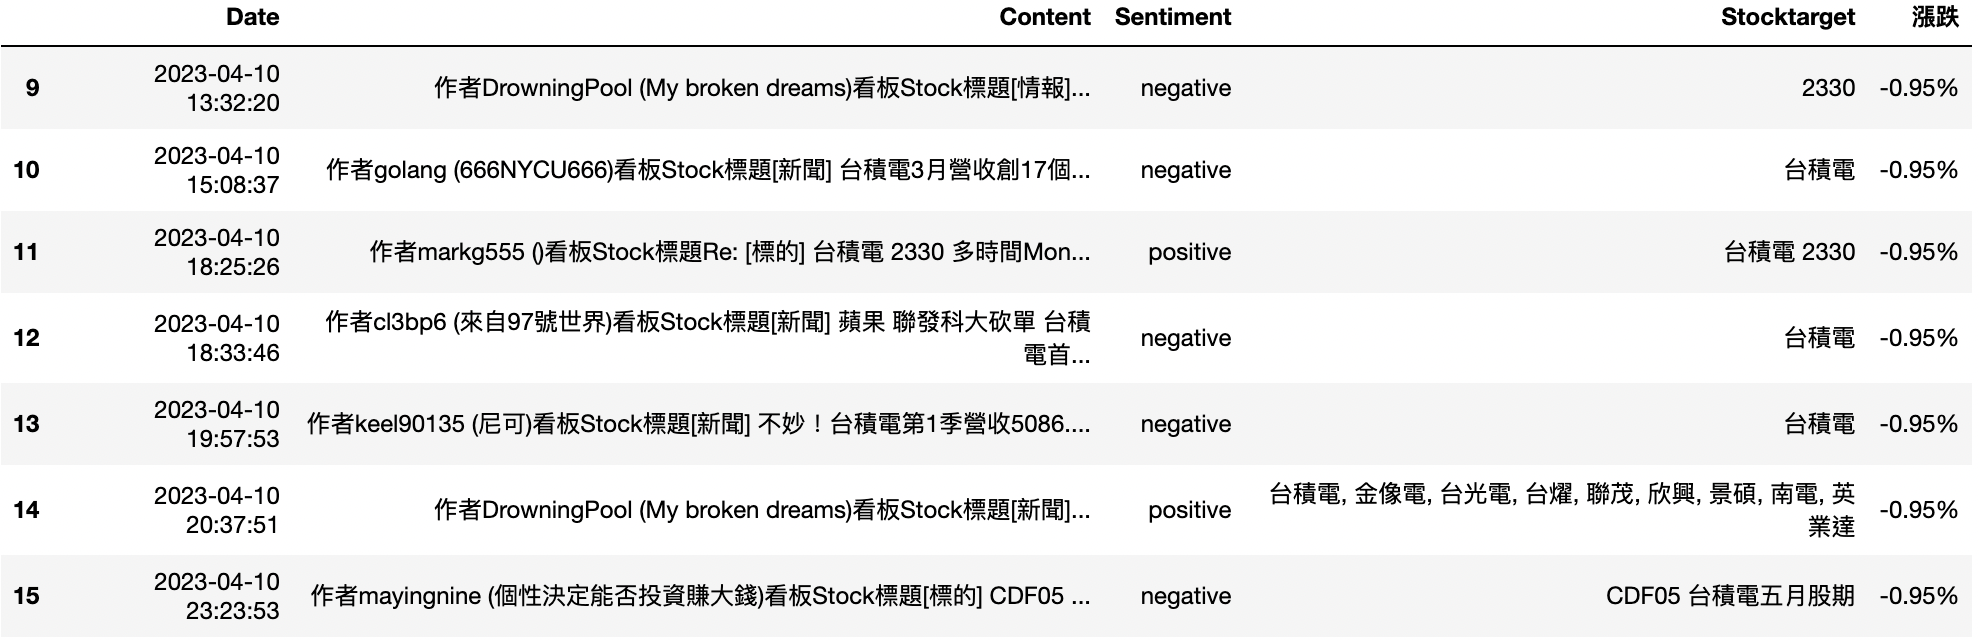 Date Content Sentiment Stocktarget 漲跌
9 2023-04-10 13:32:20 作者DrowningPool (My broken dreams)看板Stock標題[情報]... negative 2330 -0.95%
10 2023-04-10 15:08:37 作者golang (666NYCU666)看板Stock標題[新聞] 台積電3月營收創17個... negative 台積電 -0.95%
11 2023-04-10 18:25:26 作者markg555 ()看板Stock標題Re: [標的] 台積電 2330 多時間Mon... positive 台積電 2330 -0.95%
12 2023-04-10 18:33:46 作者cl3bp6 (來自97號世界)看板Stock標題[新聞] 蘋果 聯發科大砍單 台積電首... negative 台積電 -0.95%
13 2023-04-10 19:57:53 作者keel90135 (尼可)看板Stock標題[新聞] 不妙！台積電第1季營收5086.... negative 台積電 -0.95%
14 2023-04-10 20:37:51 作者DrowningPool (My broken dreams)看板Stock標題[新聞]... positive 台積電, 金像電, 台光電, 台燿, 聯茂, 欣興, 景碩, 南電, 英業達 -0.95%
15 2023-04-10 23:23:53 作者mayingnine (個性決定能否投資賺大錢)看板Stock標題[標的] CDF05 ... negative CDF05 台積電五月股期 -0.95%